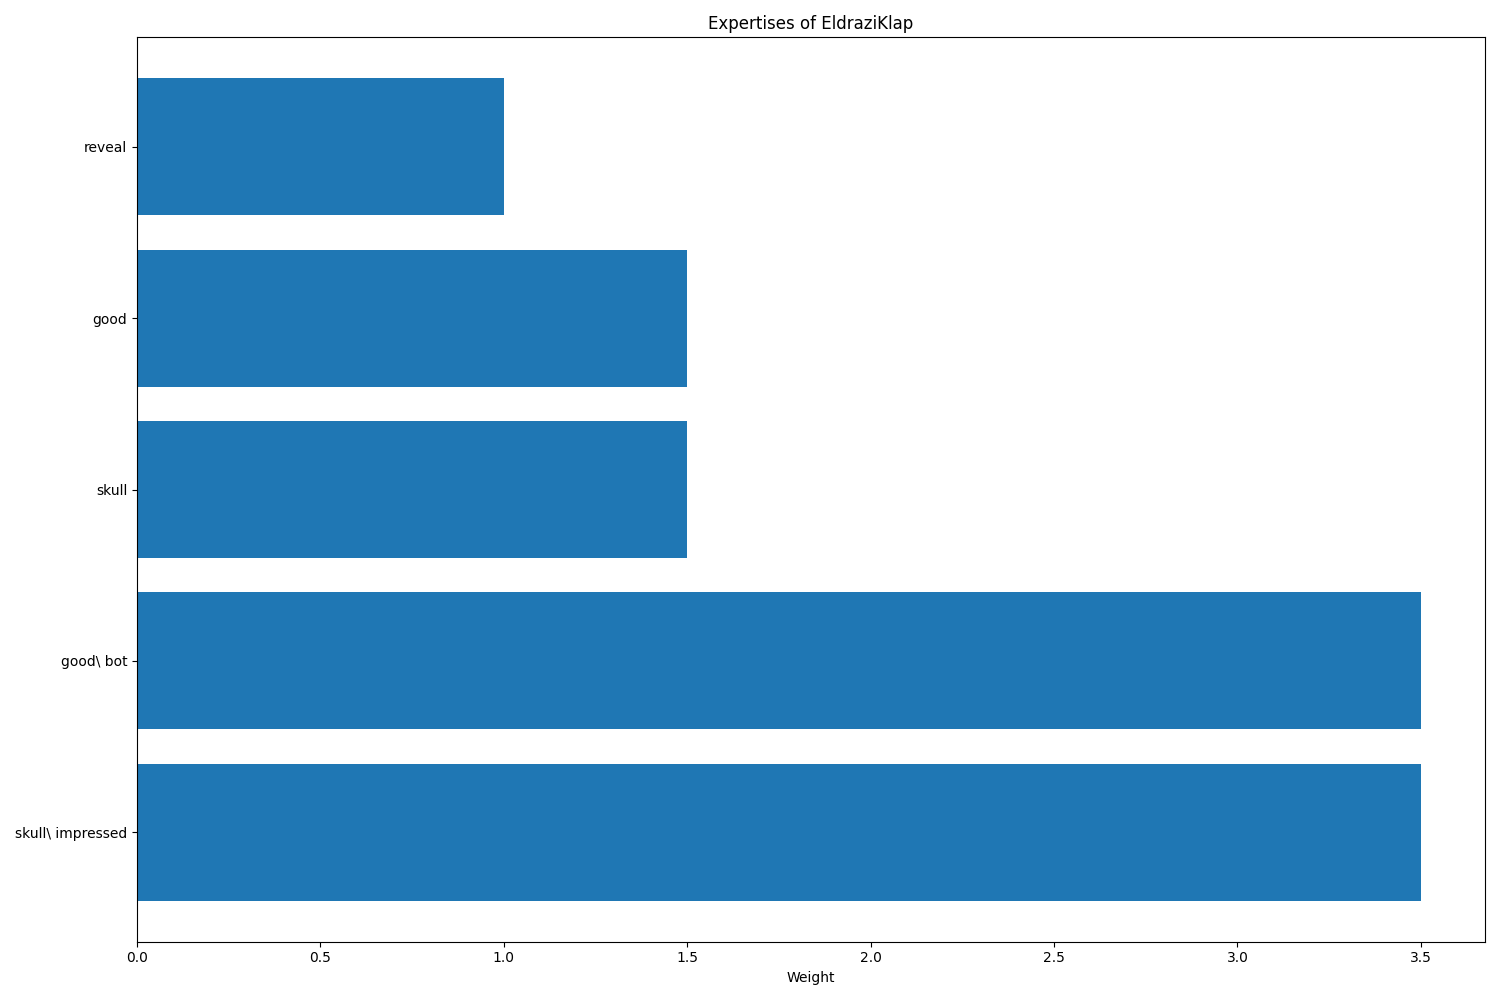 Expertises of EldraziKlap
reveal
good
skull
good\ bot
skull\ impressed
0.0 0.5 1.0 1.5 2.0 2.5 3.0 3.5
Weight